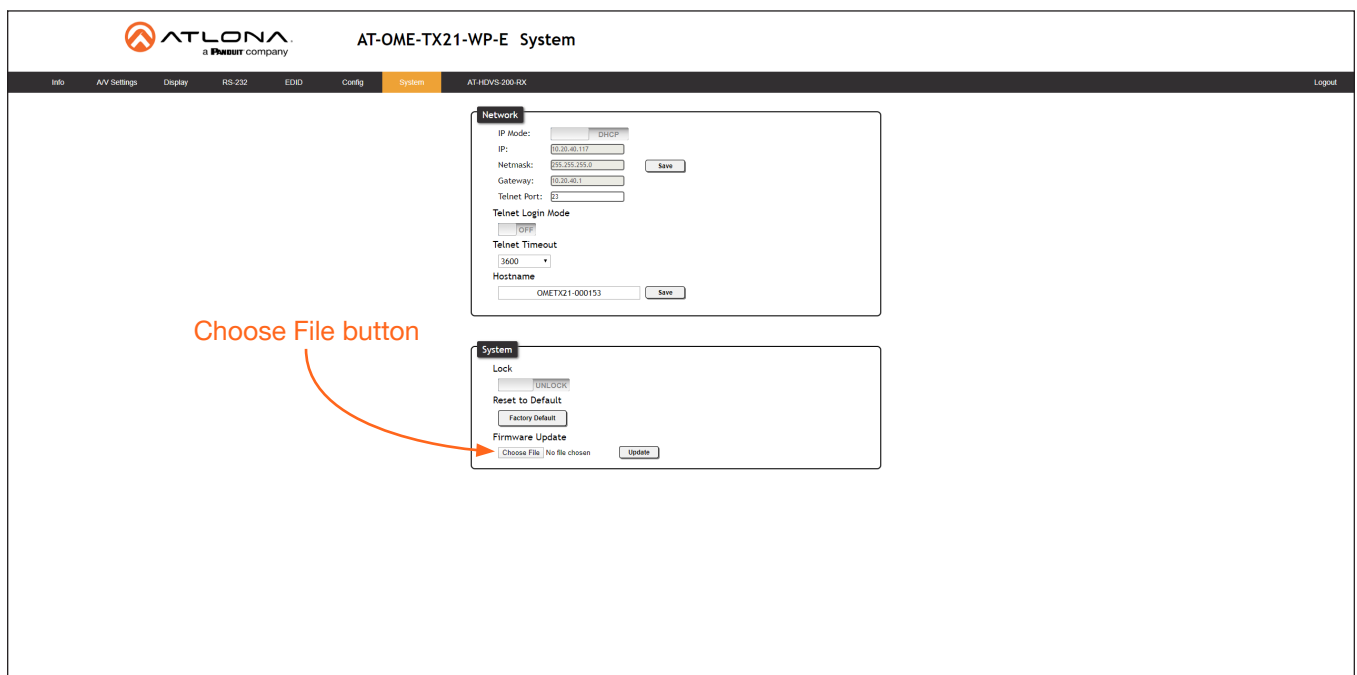 ATLONA.
a PANDUIT company
AT-OME-TX21-WP-E System
Info A/V Settings Display RS-232 EDID Config System AT-HDVS-200-RX Logout
Network
IP Mode: DHCP
IP: 10.20.40.117
Netmask: 255.255.255.0 Save
Gateway: 10.20.40.1
Telnet Port: 23
Telnet Login Mode
OFF
Telnet Timeout
3600
Hostname
OMETX21-000153 Save
Choose File button
System
Lock
UNLOCK
Reset to Default
Factory Default
Firmware Update
Choose File No file chosen Update